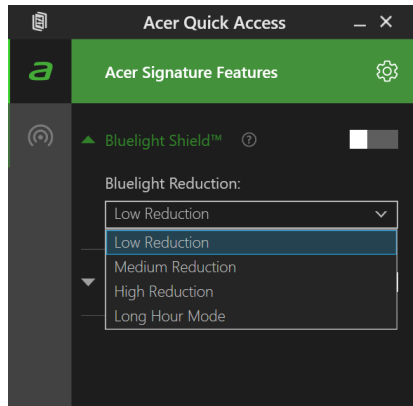 Acer Quick Access
a
Acer Signature Features
Bluelight Shield™ ?
Bluelight Reduction:
Low Reduction
Low Reduction
Medium Reduction
High Reduction
Long Hour Mode